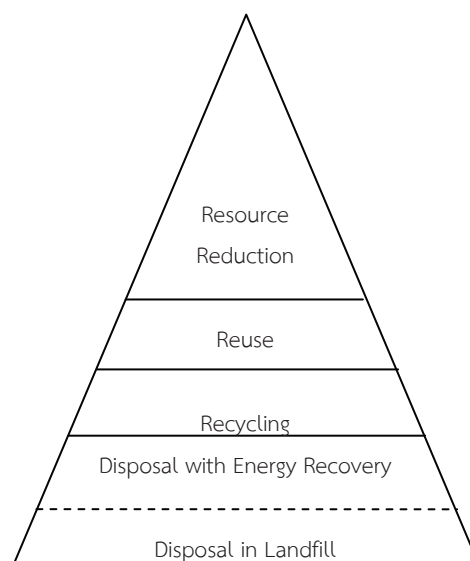 Resource
Reduction
Reuse
Recycling
Disposal with Energy Recovery
Disposal in Landfill